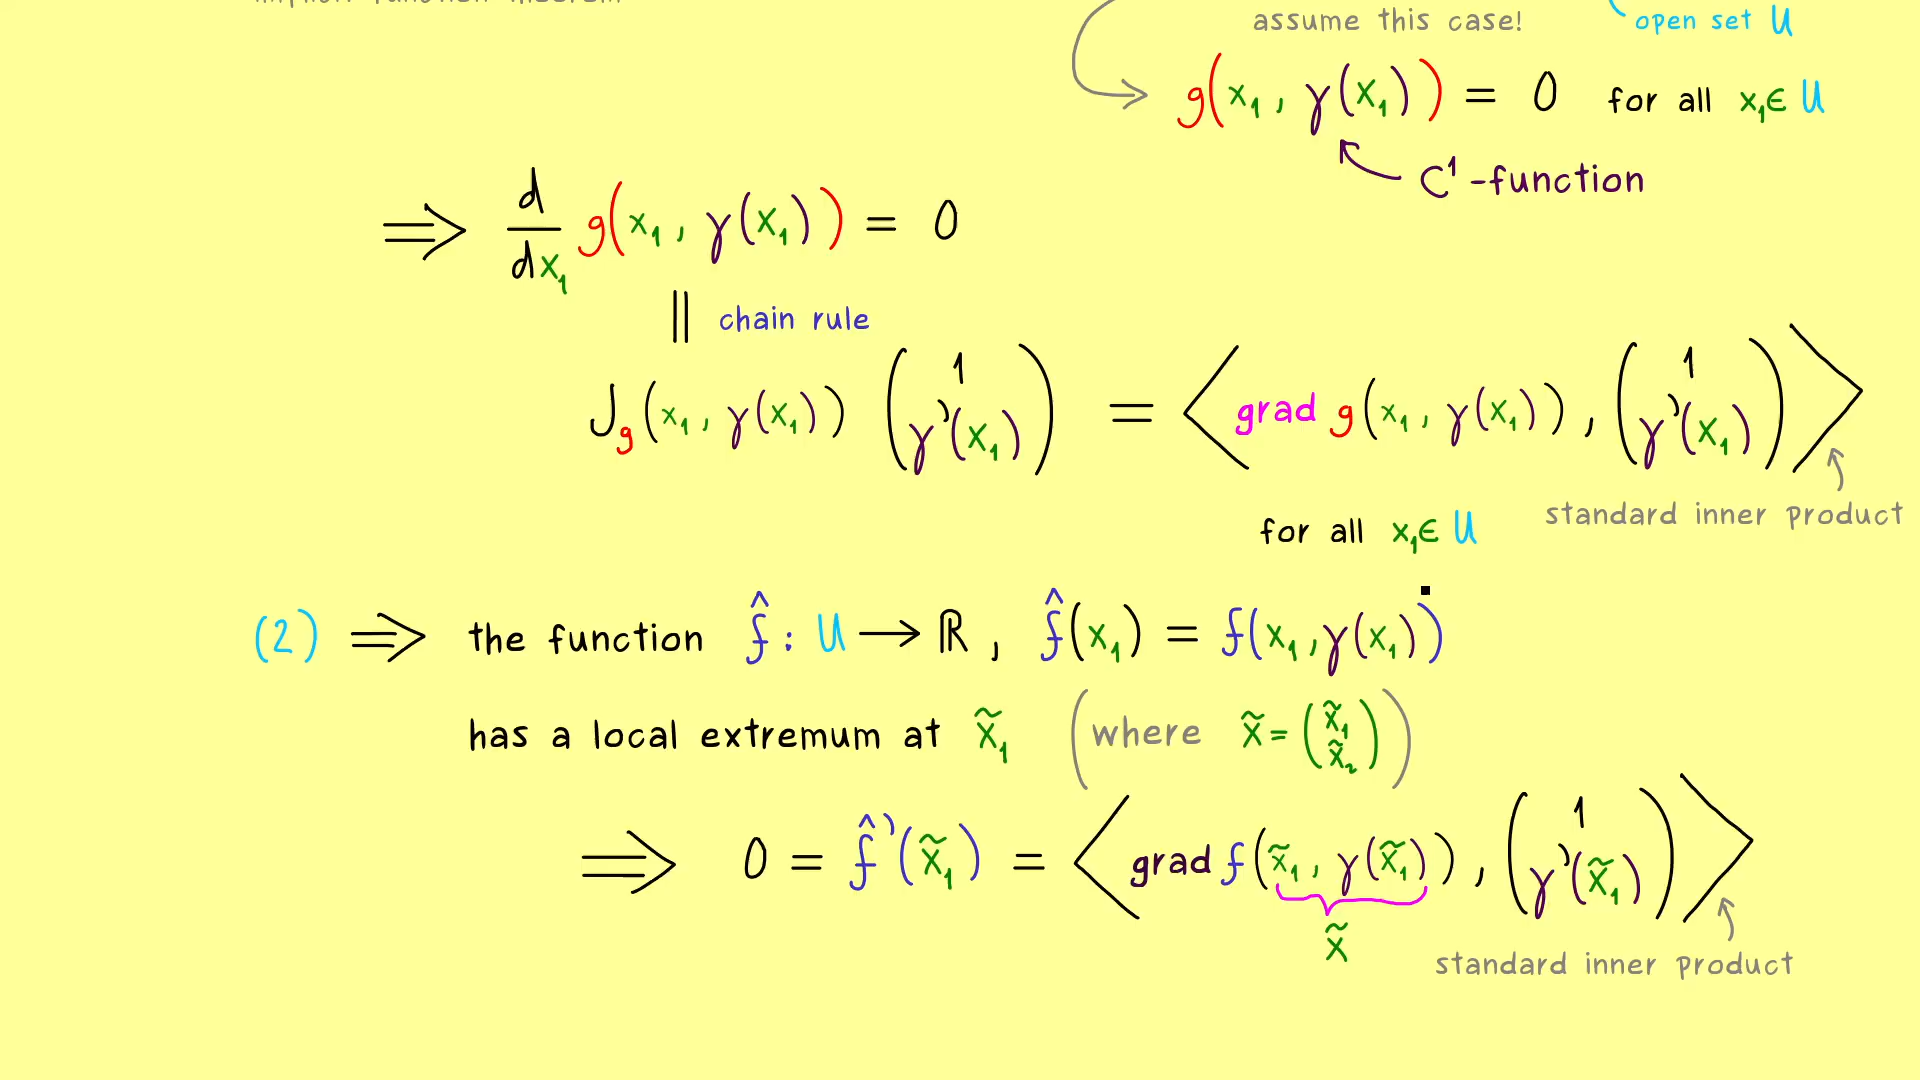 implicit function theorem
assume this case!
open set U
g(x₁, γ(x₁)) = 0 for all x₁∈ U
C¹-function
⟹ d/dx₁ g(x₁, γ(x₁)) = 0
|| chain rule
J_g(x₁, γ(x₁)) (1 γ'(x₁)) = ⟨grad g(x₁, γ(x₁)), (1 γ'(x₁))⟩
standard inner product
for all x₁∈ U
(2) ⟹ the function f̂ : U ⟶ ℝ, f̂(x₁) = f(x₁, γ(x₁))
has a local extremum at x̃₁ (where x̃ = (x̃₁ x̃₂))
⟹ 0 = f̂'(x̃₁) = ⟨grad f(x̃₁, γ(x̃₁)), (1 γ'(x̃₁))⟩
x̃
standard inner product